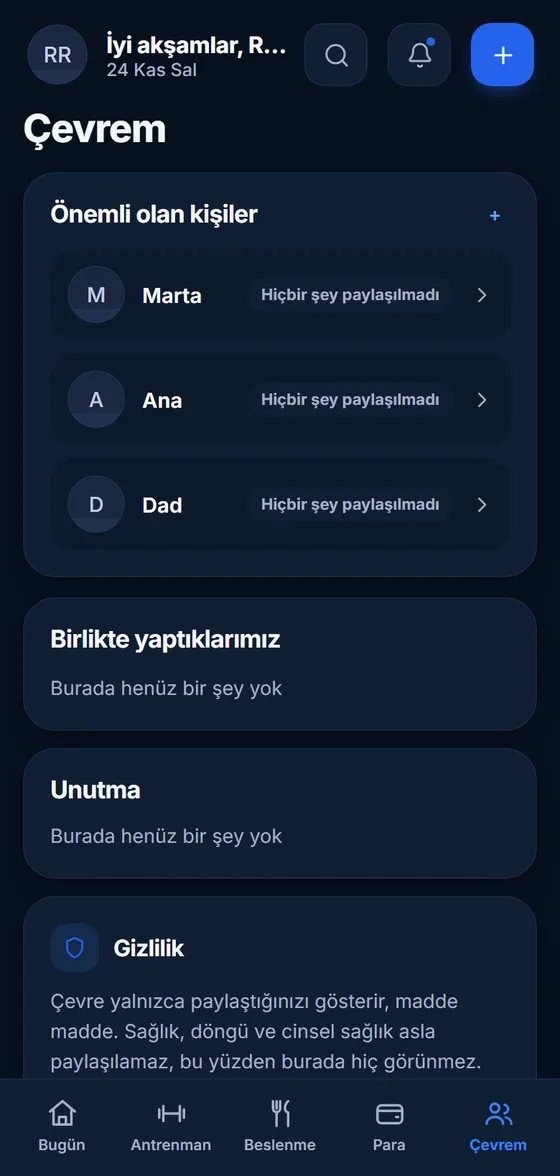 RR
İyi akşamlar, R...
24 Kas Sal
Çevrem
Önemli olan kişiler
+
M
Marta
Hiçbir şey paylaşılmadı
A
Ana
Hiçbir şey paylaşılmadı
D
Dad
Hiçbir şey paylaşılmadı
Birlikte yaptıklarımız
Burada henüz bir şey yok
Unutma
Burada henüz bir şey yok
Gizlilik
Çevre yalnızca paylaştığınızı gösterir, madde
madde. Sağlık, döngü ve cinsel sağlık asla
paylaşılamaz, bu yüzden burada hiç görünmez.
Bugün
Antrenman
Beslenme
Para
Çevrem